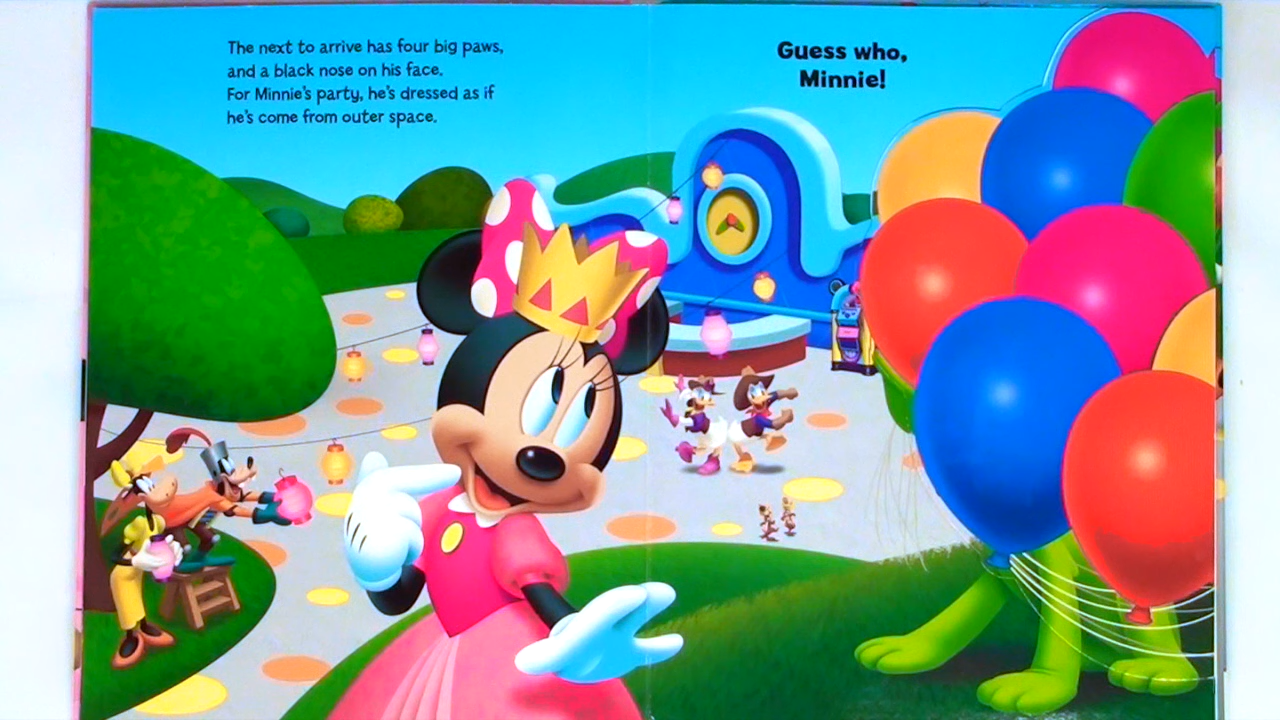 The next to arrive has four big paws,
and a black nose on his face.
For Minnie's party, he's dressed as if
he's come from outer space.
Guess who,
Minnie!